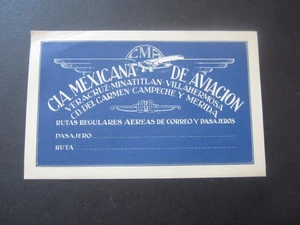 CMA
CIA MEXICANA DE AVIACION
VERACRUZ-MINATITLAN-VILLAHERMOSA
CD. DEL CARMEN-CAMPECHE Y MERIDA
RUTAS REGULARES AEREAS DE CORREO Y PASAJEROS
PASAJERO
RUTA